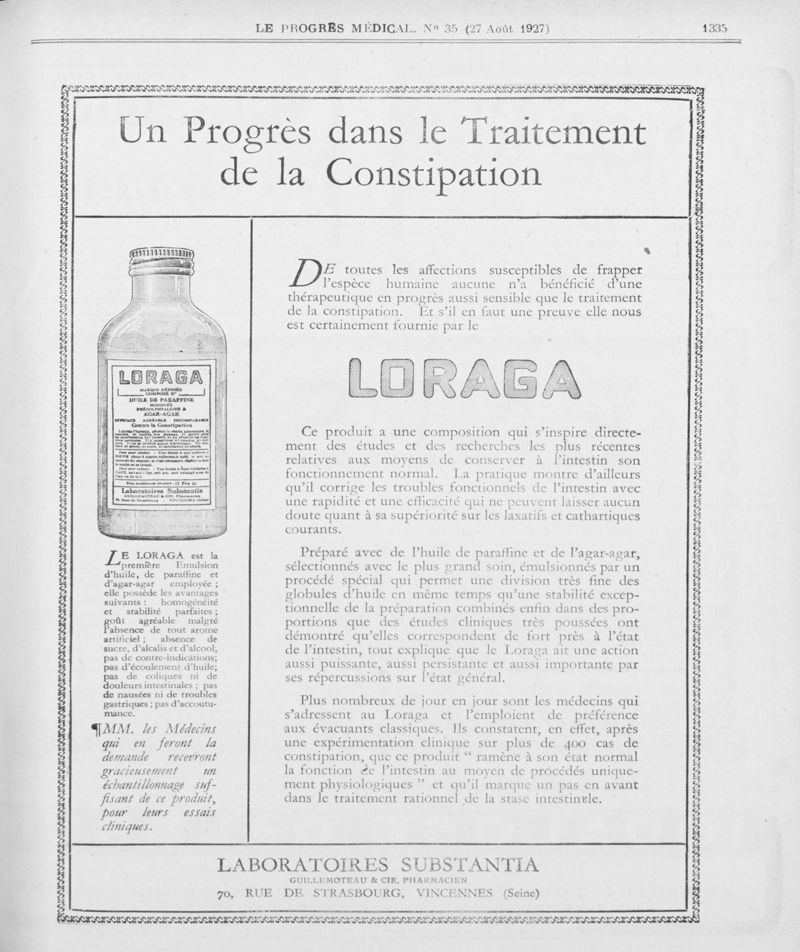 LE PROGRÈS MÉDICAL. Nº 35 (27 Août 1927) 1335
Un Progrès dans le Traitement
de la Constipation
LORAGA
MARQUE DÉPOSÉE
COMPOSÉ D'
HUILE DE PARAFFINE
AGAR-AGAR
EFFICACE AGRÉABLE INCOMPARABLE
Contre la Constipation
Laboratoires Substantia
GUILLEMOTEAU & CIE, Pharmacien
LE LORAGA est la
première Emulsion
d'huile, de paraffine et
d'agar-agar employée ;
elle possède les avantages
suivants : homogénéité
et stabilité parfaites ;
goût agréable malgré
l'absence de tout arome
artificiel ; absence de
sucre, d'alcalis et d'alcool;
pas de contre-indications;
pas d'écoulement d'huile;
pas de coliques ni de
douleurs intestinales ; pas
de nausées ni de troubles
gastriques ; pas d'accoutu-
mance.
¶MM. les Médecins
qui en feront la
demande recevront
gracieusement un
échantillonnage suf-
fisant de ce produit,
pour leurs essais
cliniques.
DE toutes les affections susceptibles de frapper
l'espèce humaine aucune n'a bénéficié d'une
thérapeutique en progrès aussi sensible que le traitement
de la constipation. Et s'il en faut une preuve elle nous
est certainement fournie par le
LORAGA
Ce produit a une composition qui s'inspire directe-
ment des études et des recherches les plus récentes
relatives aux moyens de conserver à l'intestin son
fonctionnement normal. La pratique montre d'ailleurs
qu'il corrige les troubles fonctionnels de l'intestin avec
une rapidité et une efficacité qui ne peuvent laisser aucun
doute quant à sa supériorité sur les laxatifs et cathartiques
courants.
Préparé avec de l'huile de paraffine et de l'agar-agar,
sélectionnés avec le plus grand soin, émulsionnés par un
procédé spécial qui permet une division très fine des
globules d'huile en même temps qu'une stabilité excep-
tionnelle de la préparation combinés enfin dans des pro-
portions que des études cliniques très poussées ont
démontré qu'elles correspondent de fort près à l'état
de l'intestin, tout explique que le Loraga ait une action
aussi puissante, aussi persistante et aussi importante par
ses répercussions sur l'état général.
Plus nombreux de jour en jour sont les médecins qui
s'adressent au Loraga et l'emploient de préférence
aux évacuants classiques. Ils constatent, en effet, après
une expérimentation clinique sur plus de 400 cas de
constipation, que ce produit “ ramène à son état normal
la fonction de l'intestin au moyen de procédés unique-
ment physiologiques ” et qu'il marque un pas en avant
dans le traitement rationnel de la stase intestinale.
LABORATOIRES SUBSTANTIA
GUILLEMOTEAU & CIE, PHARMACIEN
70, RUE DE STRASBOURG, VINCENNES (Seine)